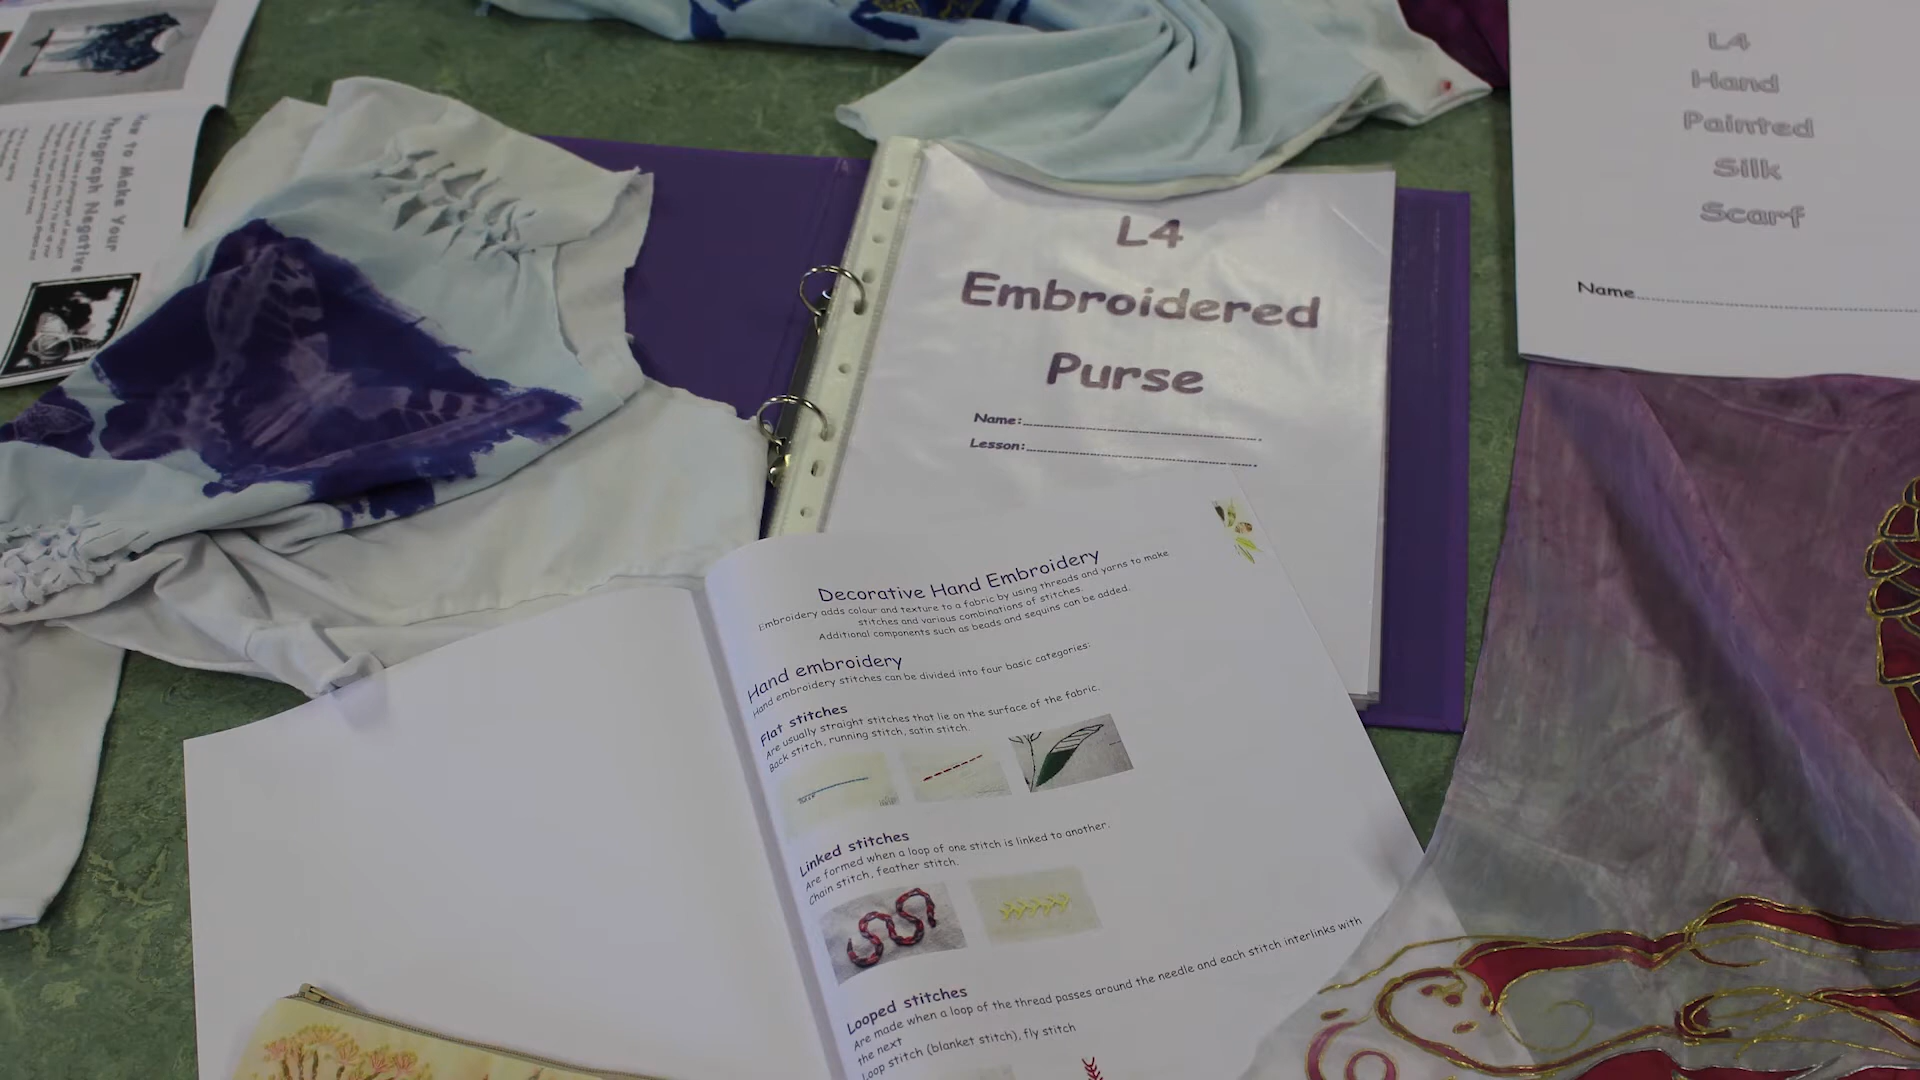 How to Make Your
Photograph Negative
L4
Embroidered
Purse
Name:
Lesson:
L4
Hand
Painted
Silk
Scarf
Name
Decorative Hand Embroidery
Embroidery adds colour and texture to a fabric by using threads and yarns to make
stitches and various combinations of stitches.
Additional components such as beads and sequins can be added.
Hand embroidery
Hand embroidery stitches can be divided into four basic categories:
Flat stitches
Are usually straight stitches that lie on the surface of the fabric.
Back stitch, running stitch, satin stitch.
Linked stitches
Are formed when a loop of one stitch is linked to another.
Chain stitch, feather stitch.
Looped stitches
Are made when a loop of the thread passes around the needle and each stitch interlinks with
the next
Loop stitch (blanket stitch), fly stitch